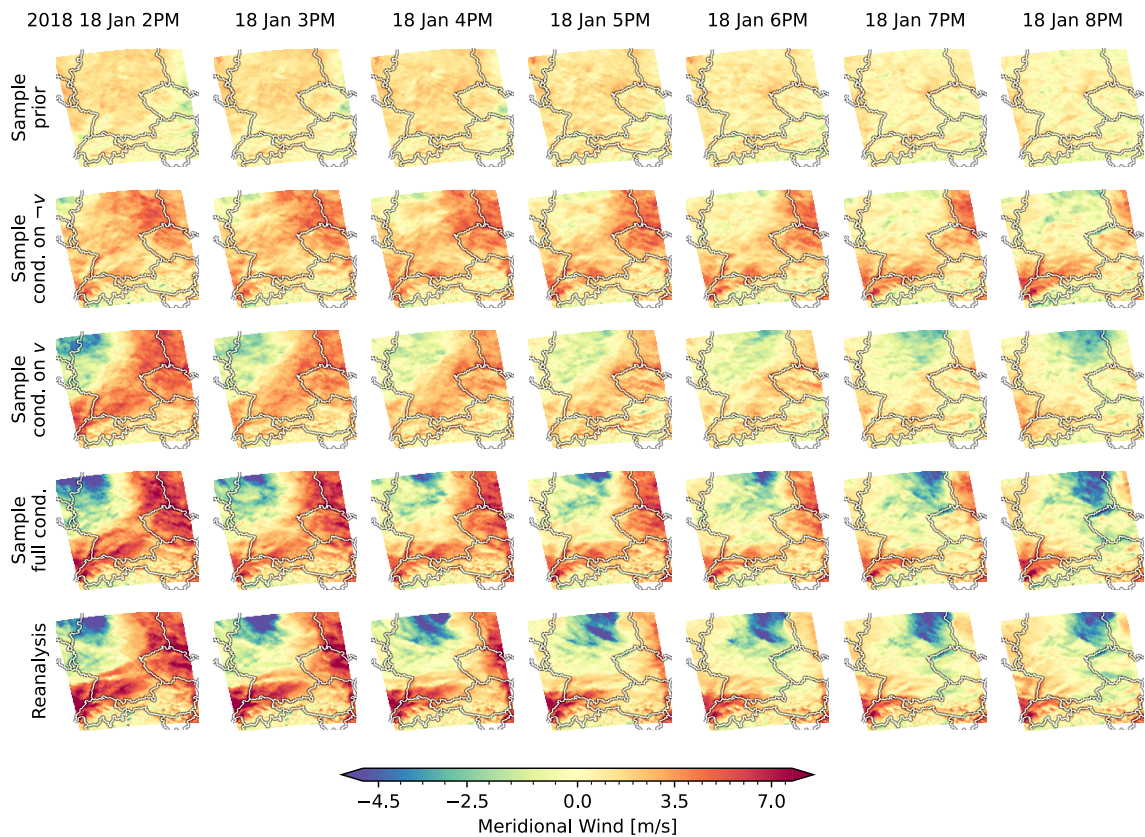 2018 18 Jan 2PM 18 Jan 3PM 18 Jan 4PM 18 Jan 5PM 18 Jan 6PM 18 Jan 7PM 18 Jan 8PM
Sample
prior
Sample
cond. on ¬v
Sample
cond. on v
Sample
full cond.
Reanalysis
−4.5 −2.5 0.0 3.5 7.0
Meridional Wind [m/s]